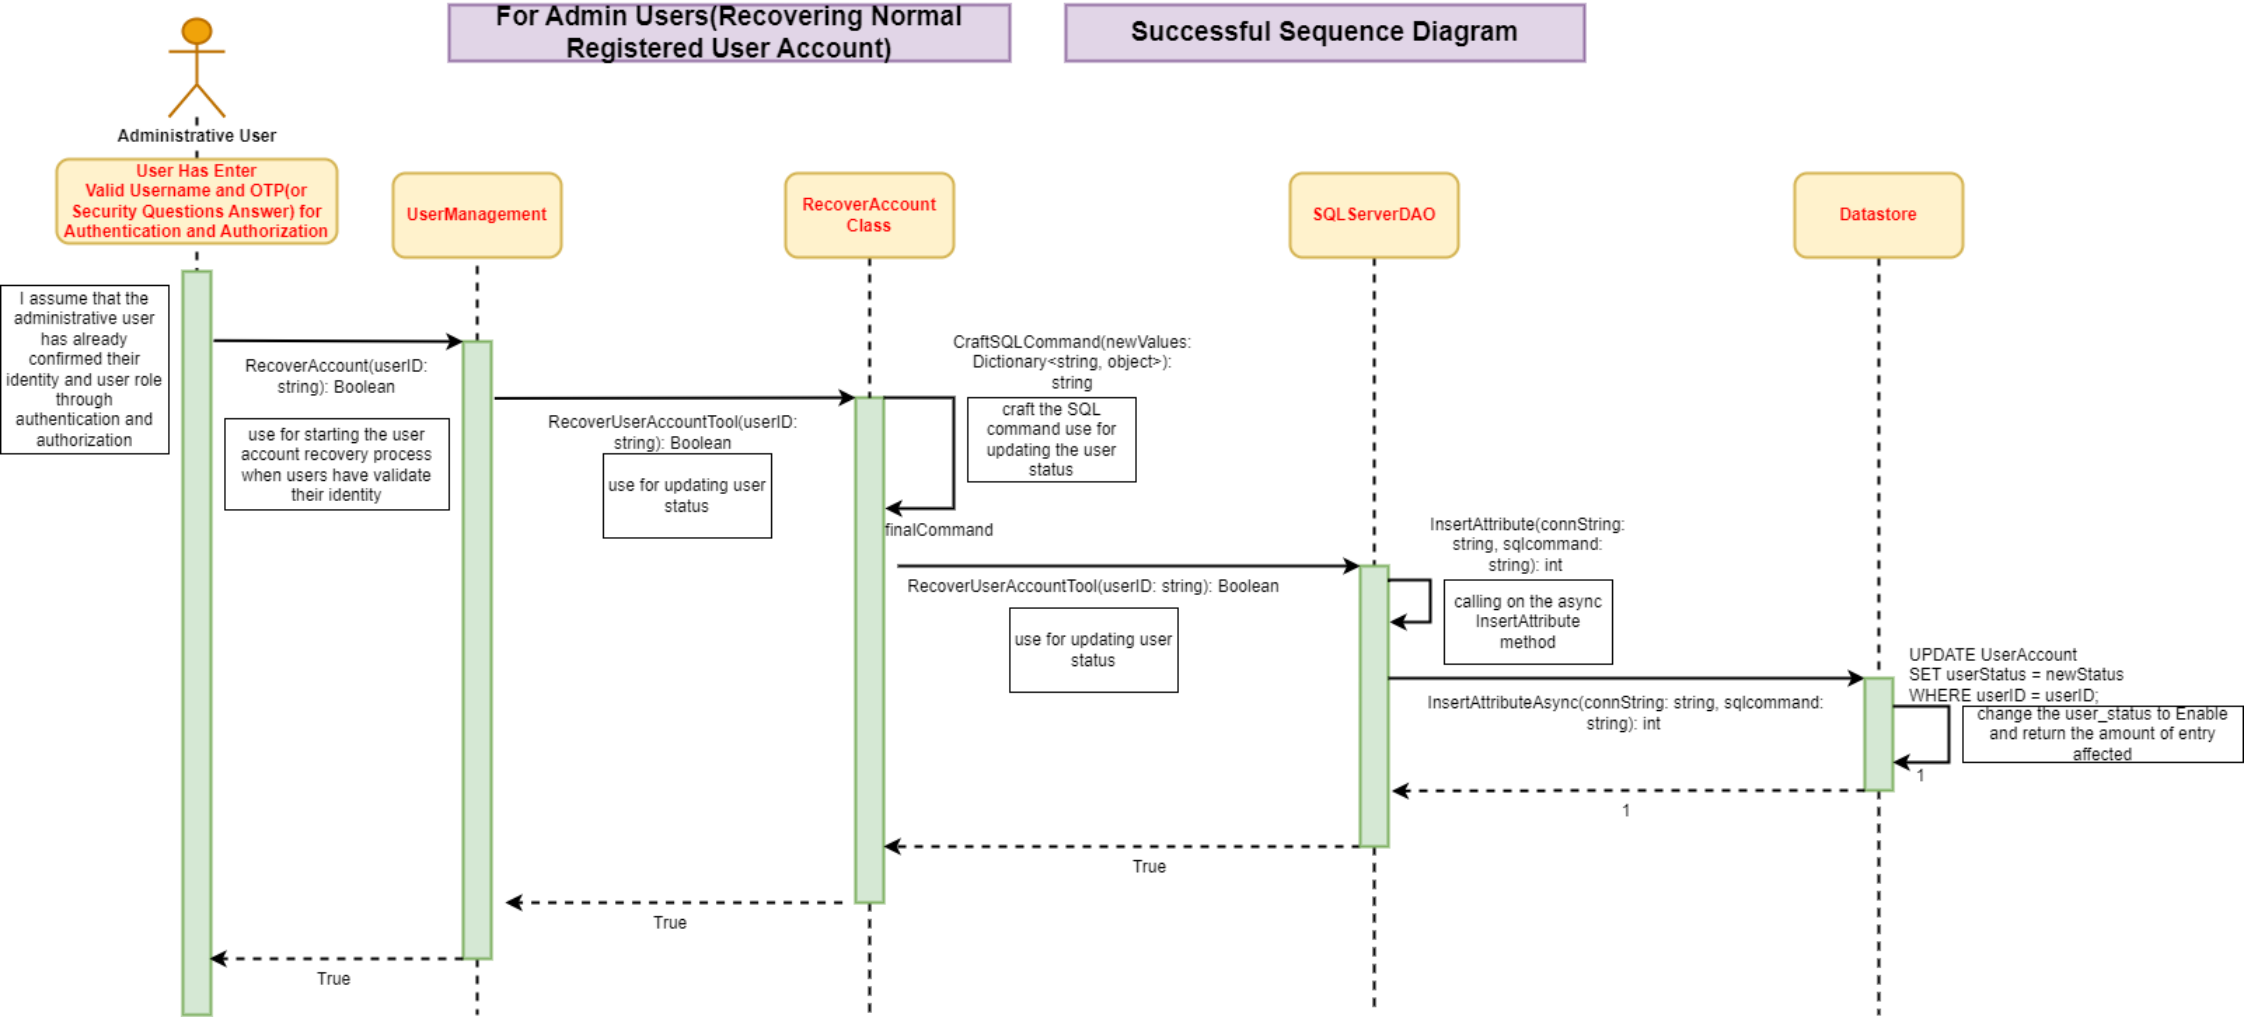 For Admin Users(Recovering Normal
Registered User Account)
Successful Sequence Diagram
Administrative User
User Has Enter
Valid Username and OTP(or
Security Questions Answer) for
Authentication and Authorization
UserManagement
RecoverAccount
Class
SQLServerDAO
Datastore
I assume that the
administrative user
has already
confirmed their
identity and user role
through
authentication and
authorization
RecoverAccount(userID:
string): Boolean
use for starting the user
account recovery process
when users have validate
their identity
RecoverUserAccountTool(userID:
string): Boolean
use for updating user
status
CraftSQLCommand(newValues:
Dictionary<string, object>):
string
craft the SQL
command use for
updating the user
status
finalCommand
RecoverUserAccountTool(userID: string): Boolean
use for updating user
status
InsertAttribute(connString:
string, sqlcommand:
string): int
calling on the async
InsertAttribute
method
InsertAttributeAsync(connString: string, sqlcommand:
string): int
UPDATE UserAccount
SET userStatus = newStatus
WHERE userID = userID;
change the user_status to Enable
and return the amount of entry
affected
1
1
True
True
True